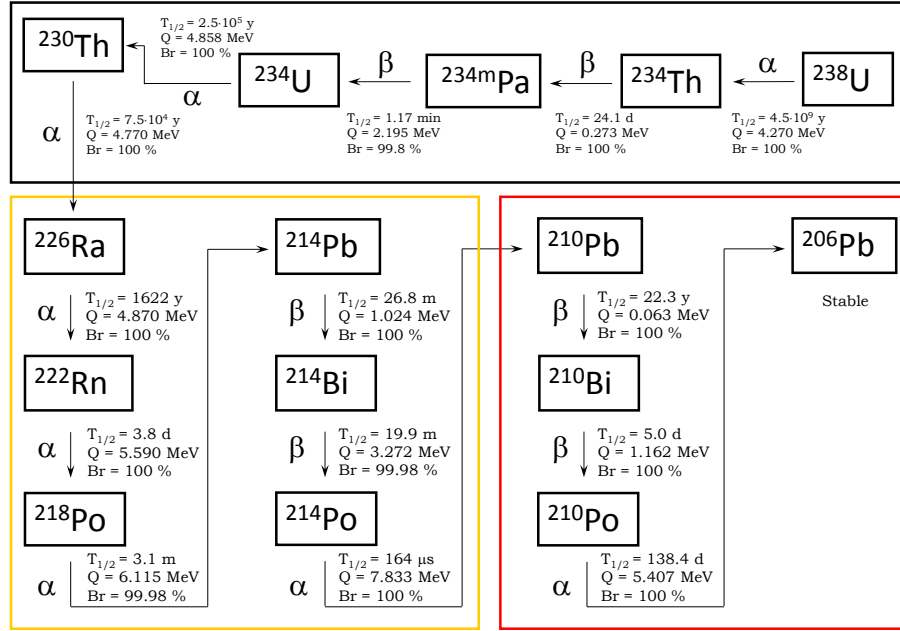 ²³⁰Th
T₁/₂ = 2.5·10⁵ y
Q = 4.858 MeV
Br = 100 %
α
²³⁴U
β
²³⁴ᵐPa
β
²³⁴Th
α
²³⁸U
α
T₁/₂ = 7.5·10⁴ y
Q = 4.770 MeV
Br = 100 %
T₁/₂ = 1.17 min
Q = 2.195 MeV
Br = 99.8 %
T₁/₂ = 24.1 d
Q = 0.273 MeV
Br = 100 %
T₁/₂ = 4.5·10⁹ y
Q = 4.270 MeV
Br = 100 %
²²⁶Ra
α
T₁/₂ = 1622 y
Q = 4.870 MeV
Br = 100 %
²²²Rn
α
T₁/₂ = 3.8 d
Q = 5.590 MeV
Br = 100 %
²¹⁸Po
α
T₁/₂ = 3.1 m
Q = 6.115 MeV
Br = 99.98 %
²¹⁴Pb
β
T₁/₂ = 26.8 m
Q = 1.024 MeV
Br = 100 %
²¹⁴Bi
β
T₁/₂ = 19.9 m
Q = 3.272 MeV
Br = 99.98 %
²¹⁴Po
α
T₁/₂ = 164 μs
Q = 7.833 MeV
Br = 100 %
²¹⁰Pb
β
T₁/₂ = 22.3 y
Q = 0.063 MeV
Br = 100 %
²¹⁰Bi
β
T₁/₂ = 5.0 d
Q = 1.162 MeV
Br = 100 %
²¹⁰Po
α
T₁/₂ = 138.4 d
Q = 5.407 MeV
Br = 100 %
²⁰⁶Pb
Stable